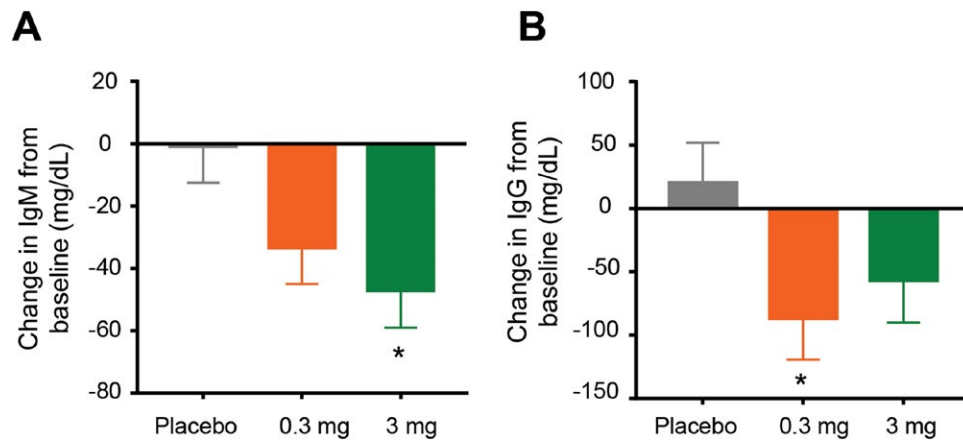 A
Change in IgM from
baseline (mg/dL)
20
0
-20
-40
-60
-80
*
Placebo
0.3 mg
3 mg
B
Change in IgG from
baseline (mg/dL)
100
50
0
-50
-100
-150
*
Placebo
0.3 mg
3 mg